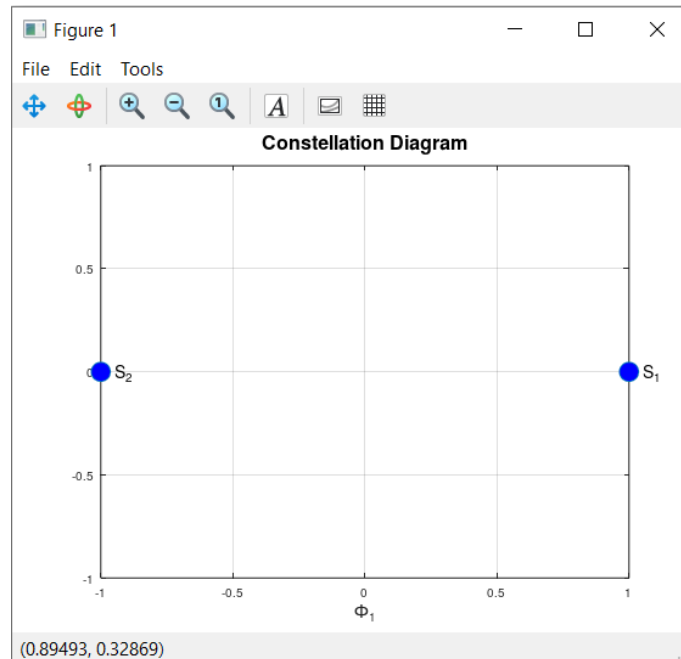 Figure 1
File Edit Tools
A
Constellation Diagram
1
0.5
0 S₂ S₁
-0.5
-1
-1 -0.5 0 0.5 1
Φ₁
(0.89493, 0.32869)